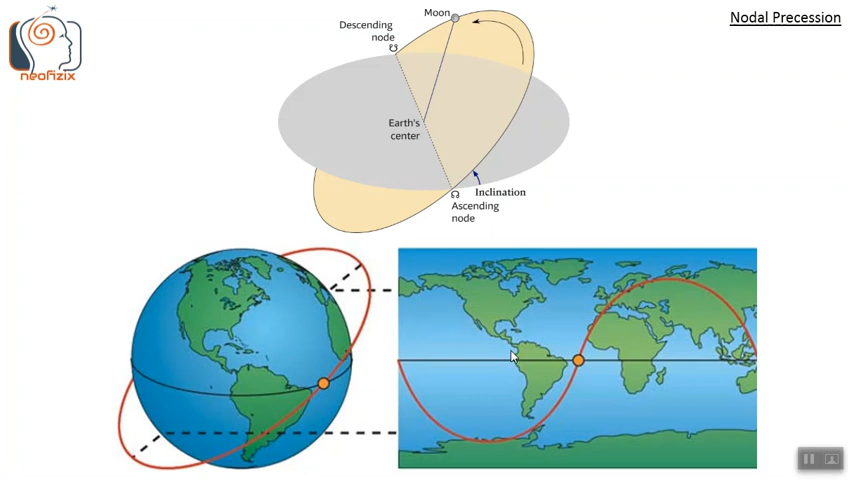 Nodal Precession
neofizix
Moon
Descending
node
☋
Earth's
center
Inclination
☊
Ascending
node